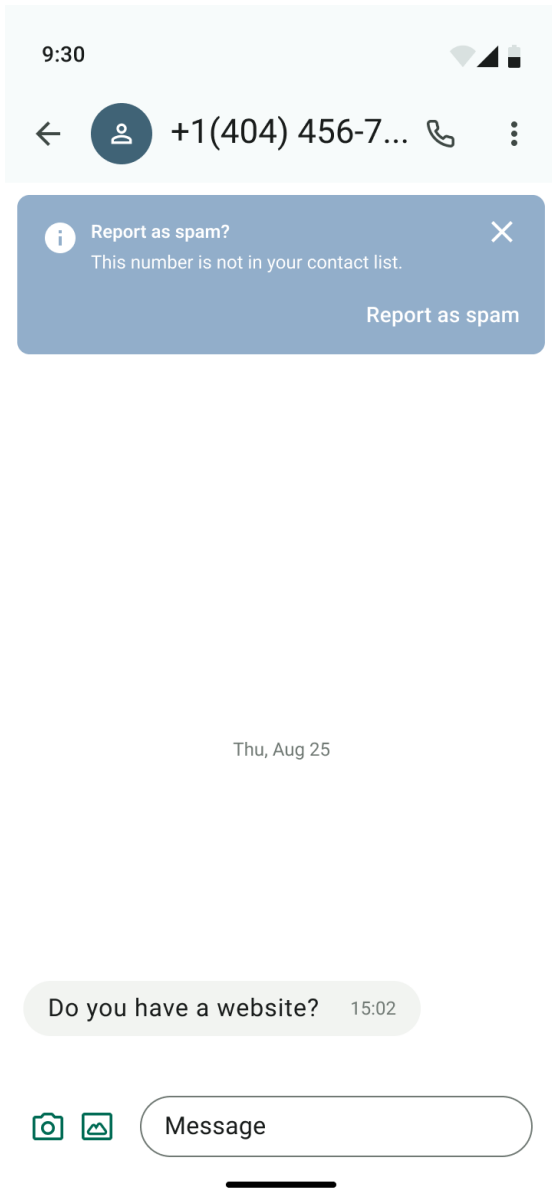 9:30
+1(404) 456-7...
Report as spam?
This number is not in your contact list.
Report as spam
Thu, Aug 25
Do you have a website? 15:02
Message